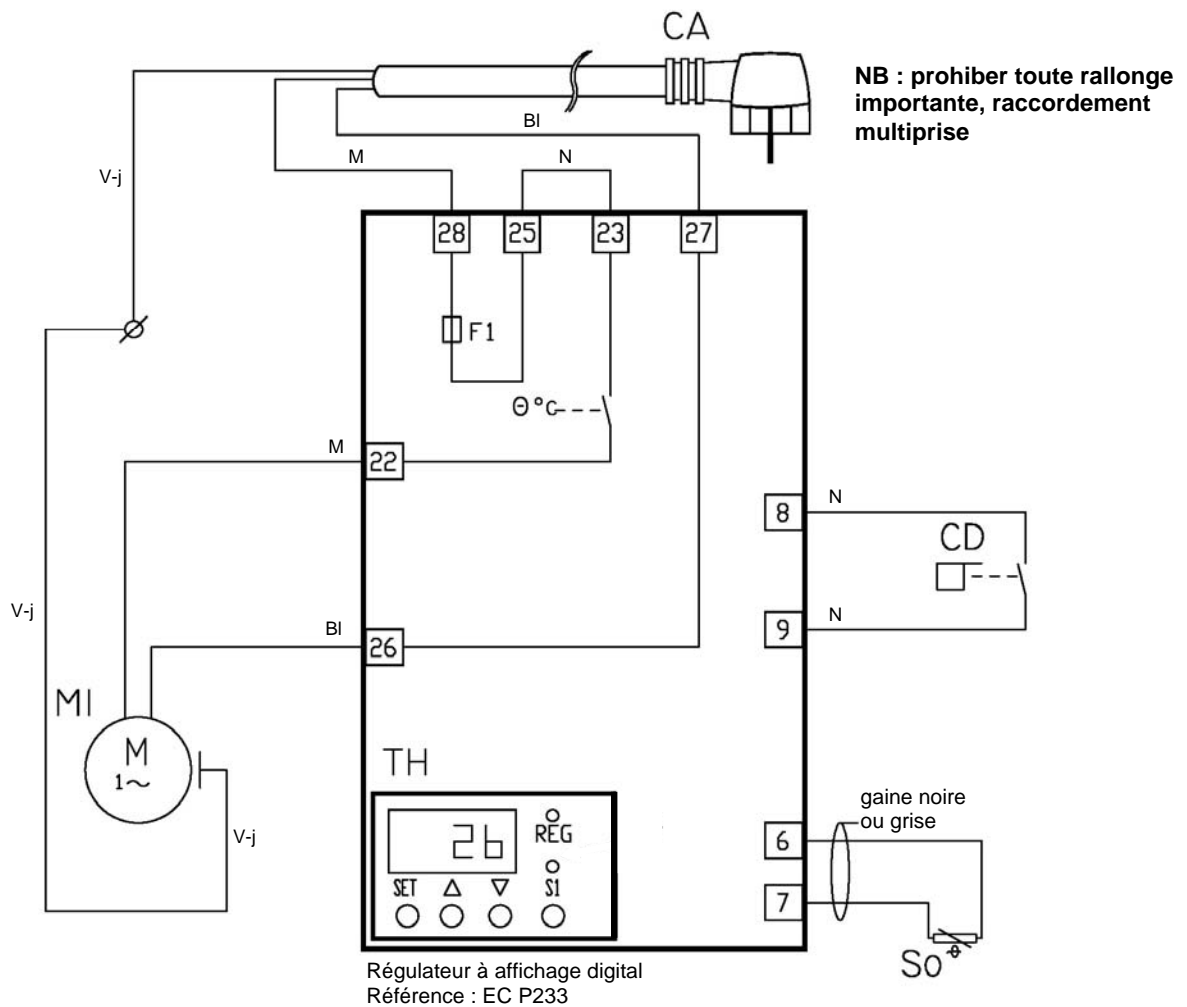 CA
NB : prohiber toute rallonge
importante, raccordement
multiprise
Bl
M
N
V-j
28
25
23
27
F1
Θ°c
M
22
8
N
CD
V-j
9
N
Bl
26
MI
M
1~
TH
V-j
26
REG
SET
S1
gaine noire
ou grise
6
7
So
Régulateur à affichage digital
Référence : EC P233